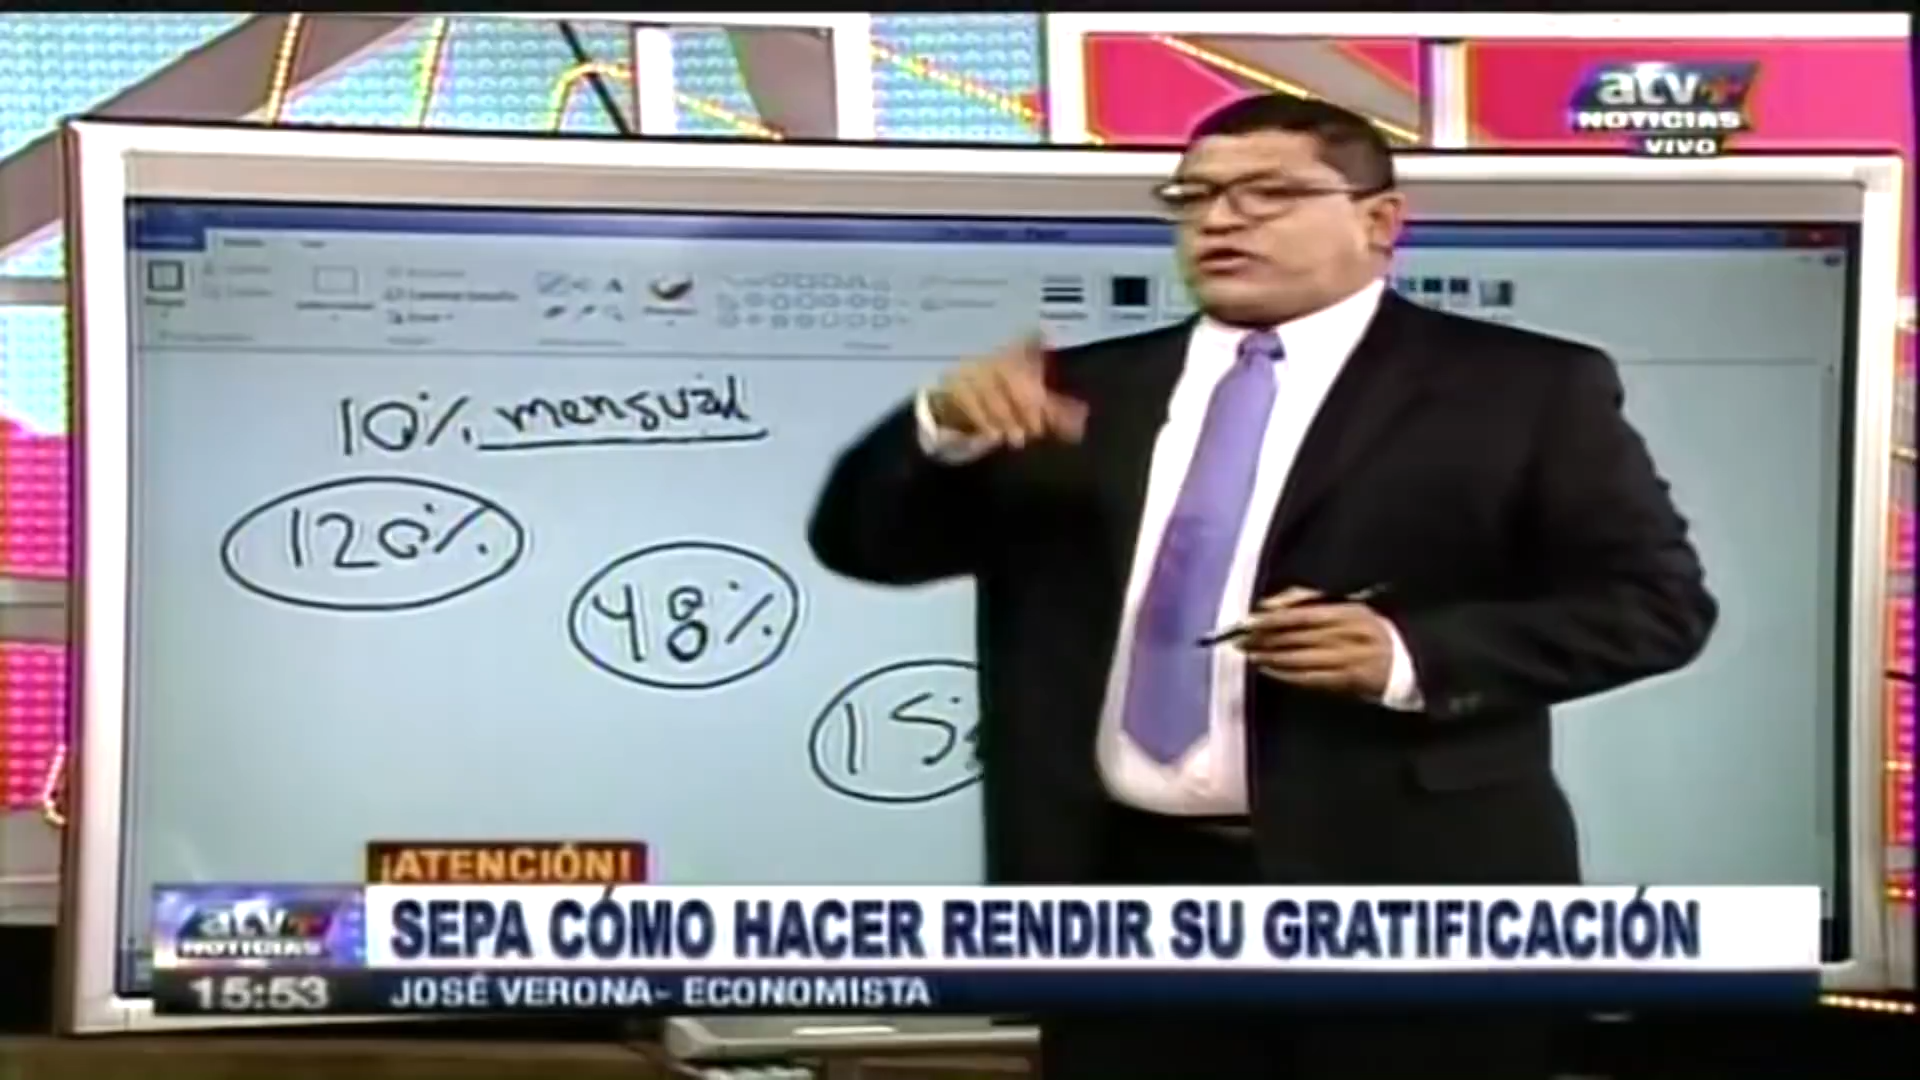 atv+
NOTICIAS
VIVO
10% mensual
120%
48%
15%
¡ATENCIÓN!
atv+
NOTICIAS
SEPA CÓMO HACER RENDIR SU GRATIFICACIÓN
15:53
JOSÉ VERONA- ECONOMISTA